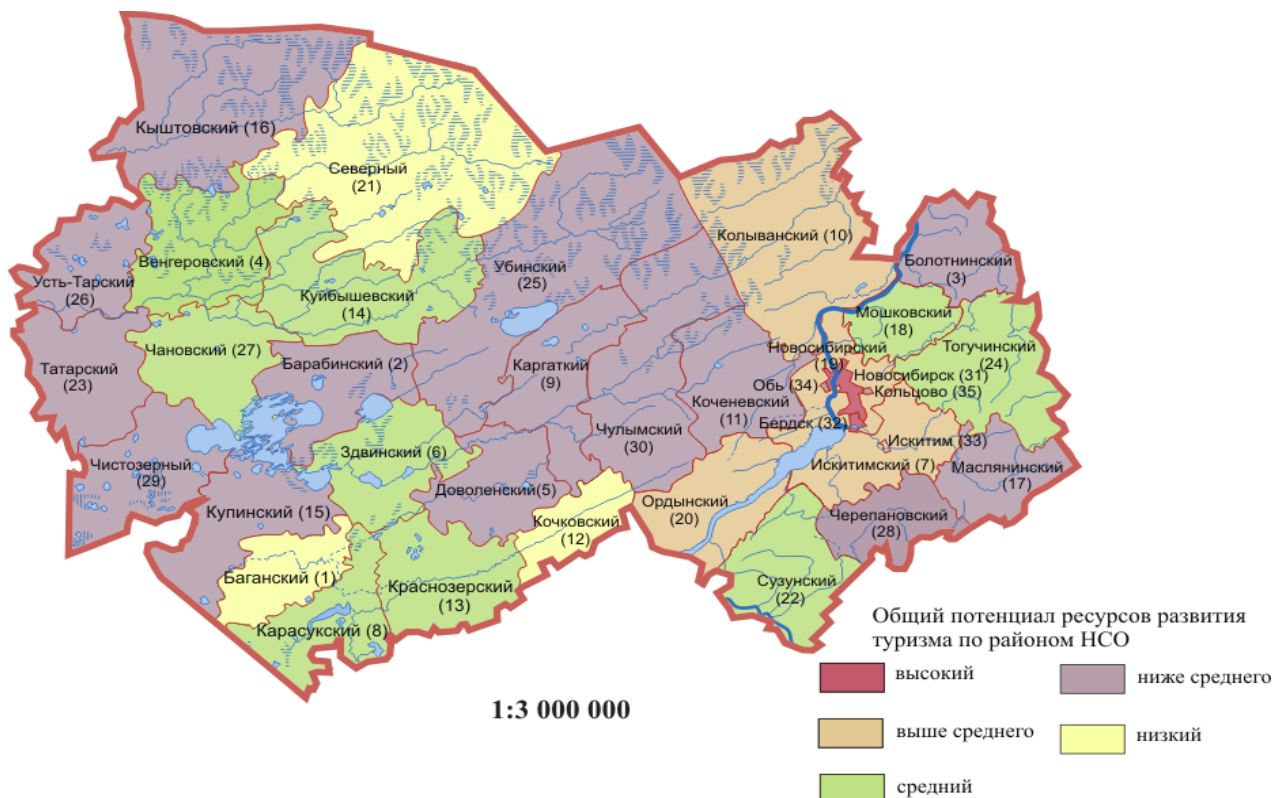 Кыштовский (16)
Северный
(21)
Колыванский (10)
Венгеровский (4)
Убинский
(25)
Болотнинский
(3)
Усть-Тарский
(26)
Куйбышевский
(14)
Мошковский
(18)
Чановский (27)
Барабинский (2)
Новосибирский
(19)
Тогучинский
(24)
Татарский
(23)
Каргаткий
(9)
Обь (34)
Новосибирск (31)
Кольцово (35)
Коченевский
(11)
Бердск (32)
Чулымский
(30)
Искитим (33)
Здвинский (6)
Чистозерный
(29)
Искитимский (7)
Маслянинский
(17)
Доволенский(5)
Ордынский
(20)
Купинский (15)
Черепановский
(28)
Кочковский
(12)
Баганский (1)
Краснозерский
(13)
Сузунский
(22)
Карасукский (8)
Общий потенциал ресурсов развития
туризма по районом НСО
высокий
ниже среднего
1:3 000 000
выше среднего
низкий
средний